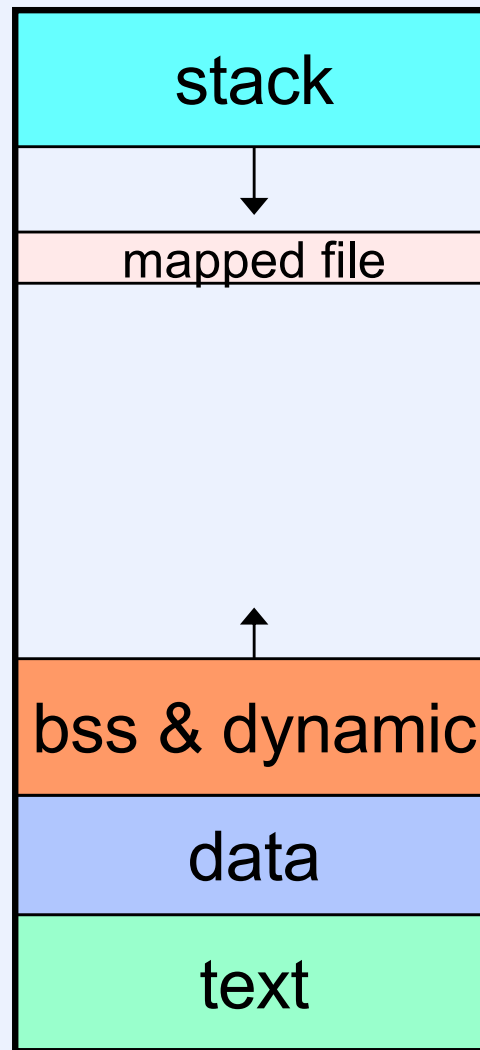 stack
mapped file
bss & dynamic
data
text